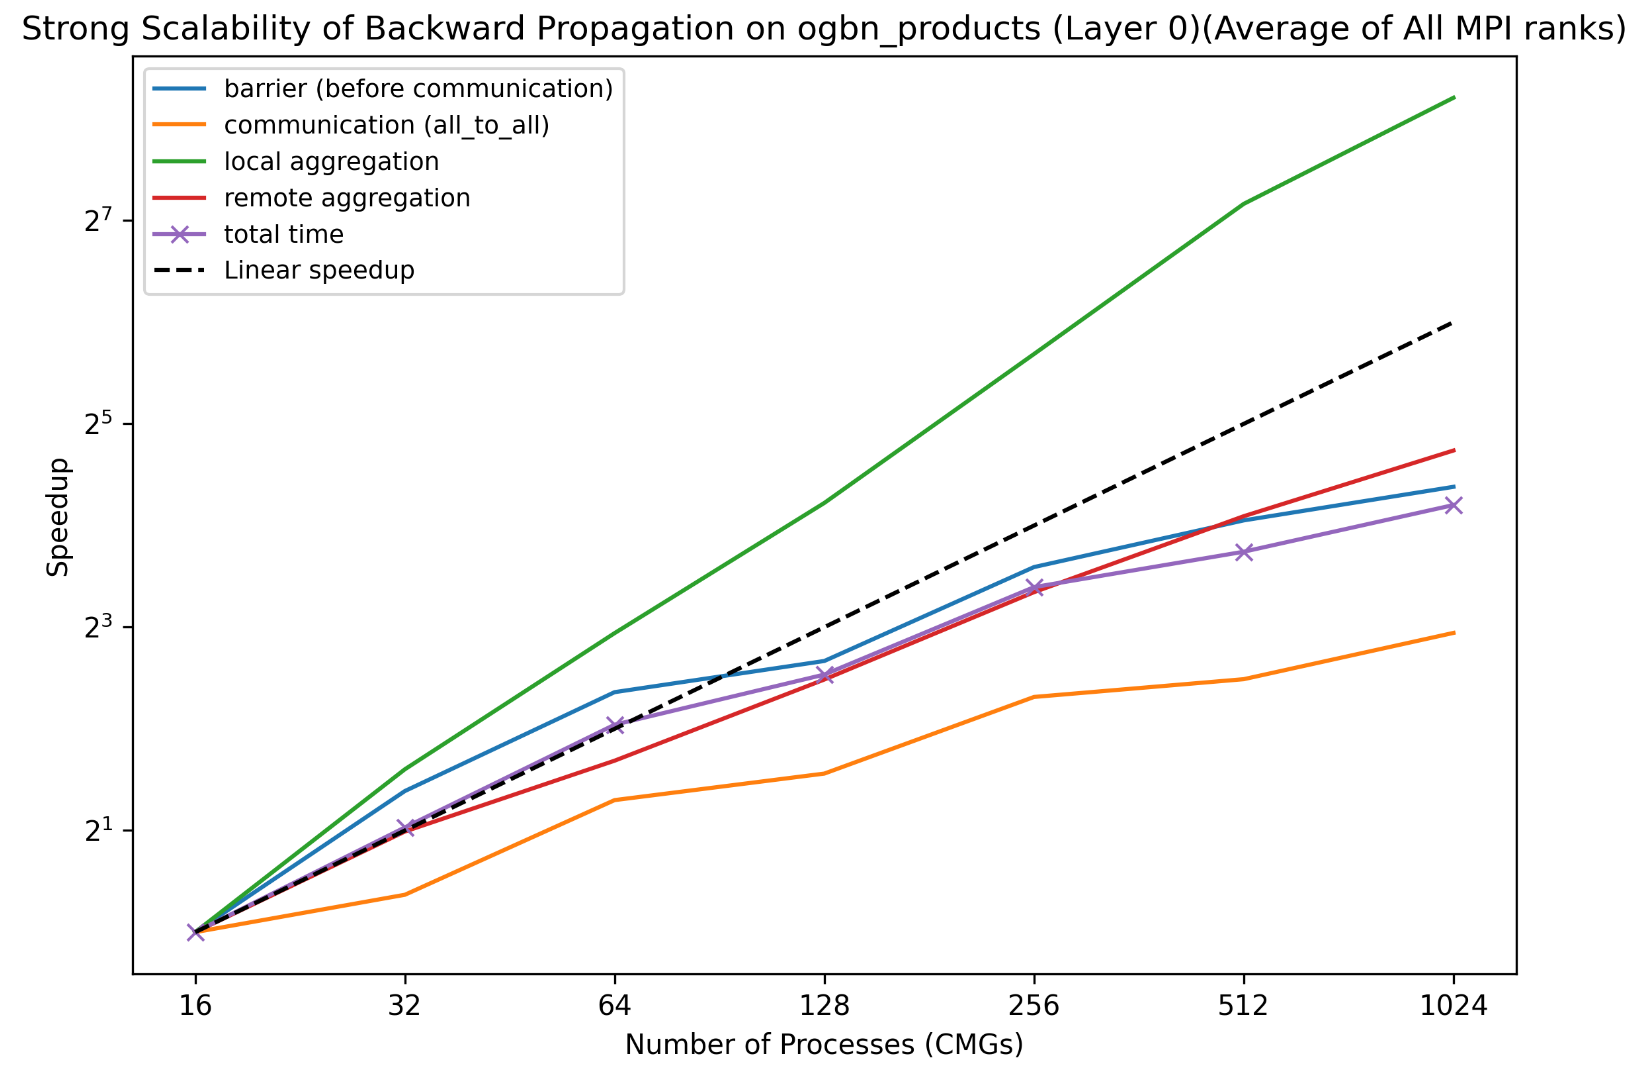 Strong Scalability of Backward Propagation on ogbn_products (Layer 0)(Average of All MPI ranks)
barrier (before communication)
communication (all_to_all)
local aggregation
remote aggregation
total time
Linear speedup
2⁷
2⁵
2³
2¹
Speedup
16 32 64 128 256 512 1024
Number of Processes (CMGs)